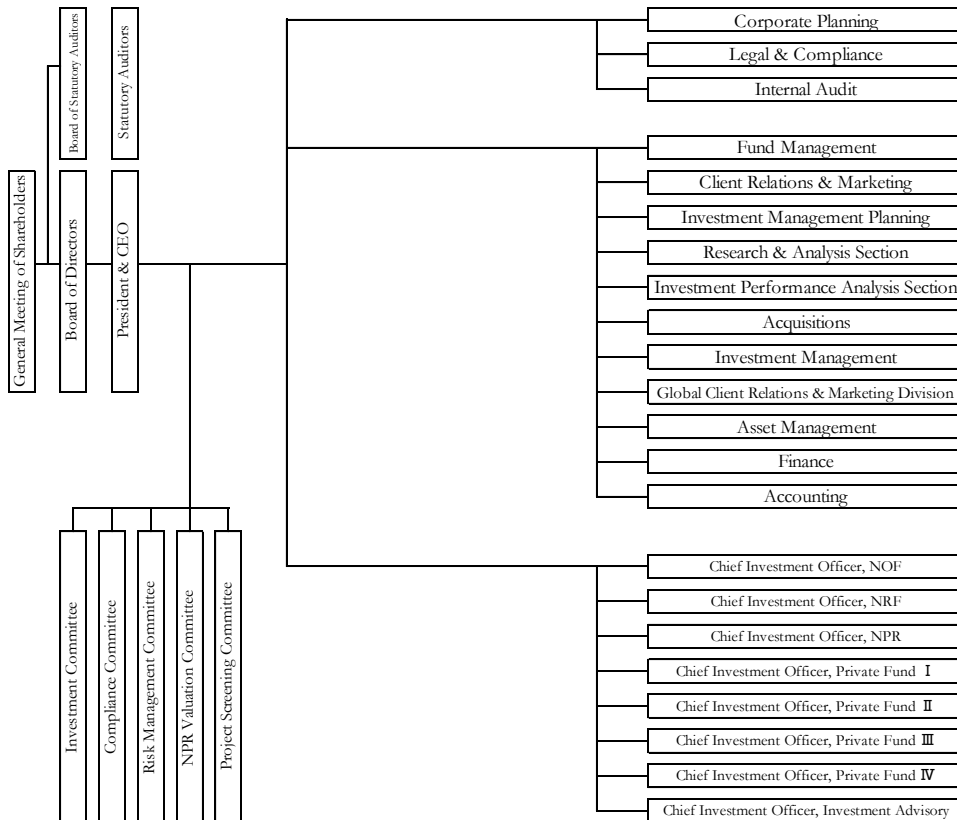 General Meeting of Shareholders
Board of Statutory Auditors
Board of Directors
Statutory Auditors
President & CEO
Investment Committee
Compliance Committee
Risk Management Committee
NPR Valuation Committee
Project Screening Committee
Corporate Planning
Legal & Compliance
Internal Audit
Fund Management
Client Relations & Marketing
Investment Management Planning
Research & Analysis Section
Investment Performance Analysis Section
Acquisitions
Investment Management
Global Client Relations & Marketing Division
Asset Management
Finance
Accounting
Chief Investment Officer, NOF
Chief Investment Officer, NRF
Chief Investment Officer, NPR
Chief Investment Officer, Private Fund Ⅰ
Chief Investment Officer, Private Fund Ⅱ
Chief Investment Officer, Private Fund Ⅲ
Chief Investment Officer, Private Fund Ⅳ
Chief Investment Officer, Investment Advisory